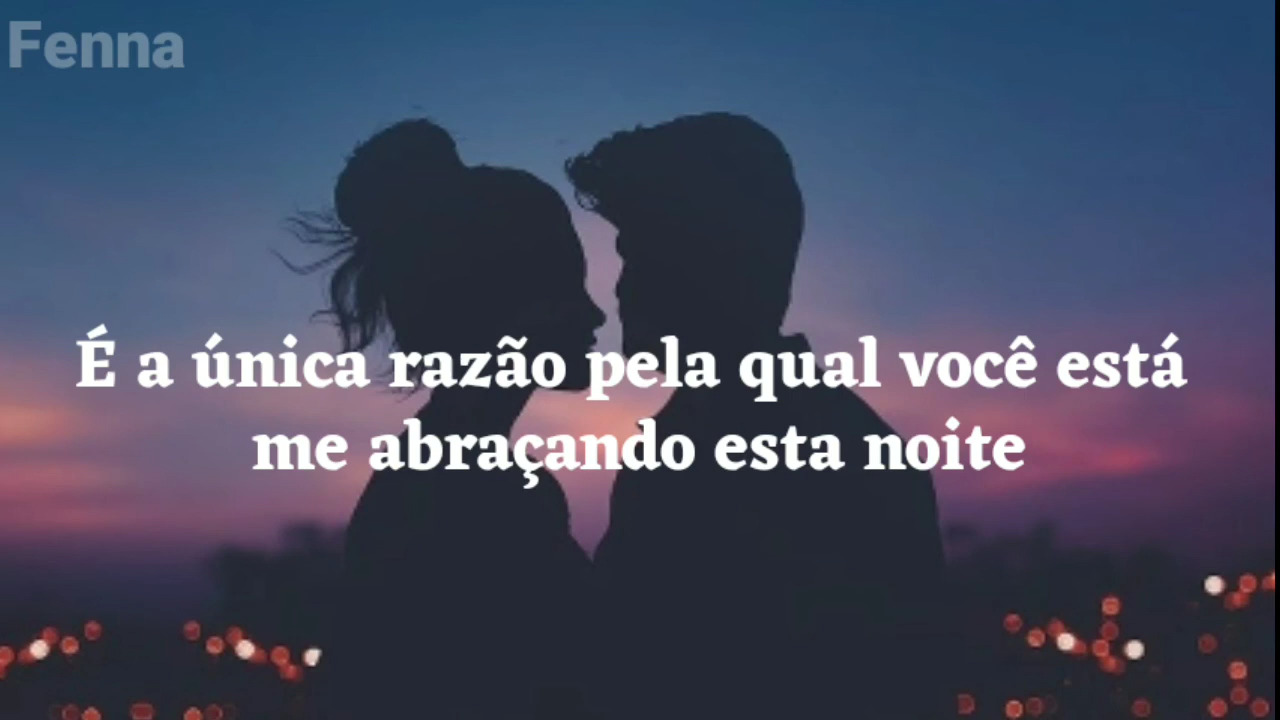 Fenna
É a única razão pela qual você está
me abraçando esta noite